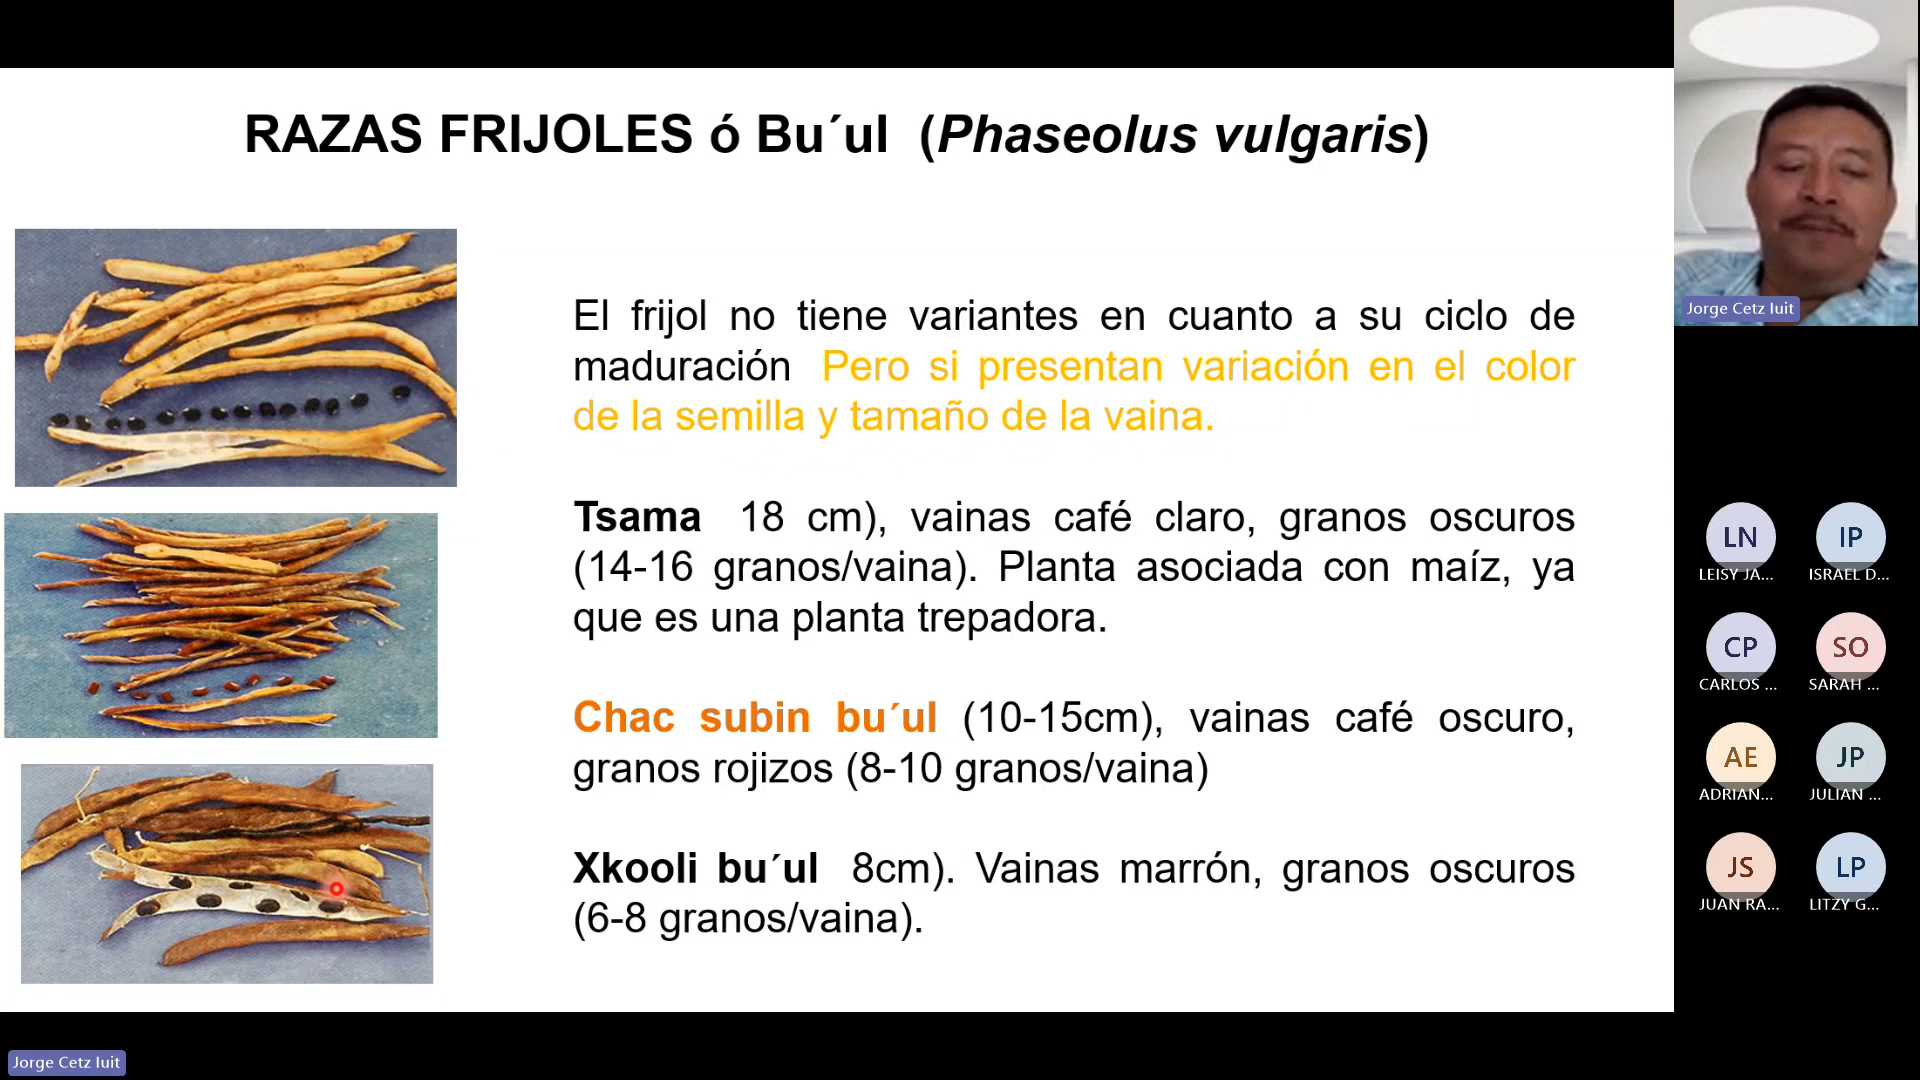 RAZAS FRIJOLES ó Bu´ul (Phaseolus vulgaris)
El frijol no tiene variantes en cuanto a su ciclo de
maduración Pero si presentan variación en el color
de la semilla y tamaño de la vaina.
Tsama 18 cm), vainas café claro, granos oscuros
(14-16 granos/vaina). Planta asociada con maíz, ya
que es una planta trepadora.
Chac subin bu´ul (10-15cm), vainas café oscuro,
granos rojizos (8-10 granos/vaina)
Xkooli bu´ul 8cm). Vainas marrón, granos oscuros
(6-8 granos/vaina).
Jorge Cetz Iuit
LN
IP
LEISY JA...
ISRAEL D...
CP
SO
CARLOS ...
SARAH ...
AE
JP
ADRIAN...
JULIAN ...
JS
LP
JUAN RA...
LITZY G...
Jorge Cetz Iuit